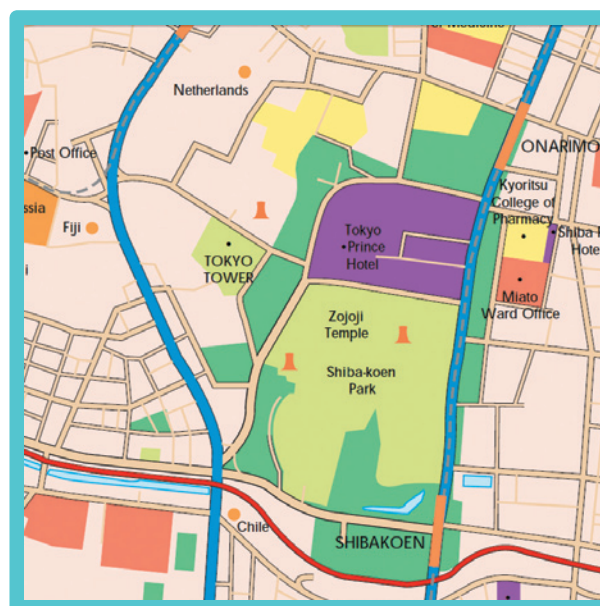 Medicine
Netherlands
Post Office
ONARIMO
Kyoritsu
College of
Pharmacy
ssia
Fiji
Tokyo
Prince
Hotel
Shiba
Hote
TOKYO
TOWER
i
Miato
Ward Office
Zojoji
Temple
Shiba-koen
Park
Chile
SHIBAKOEN